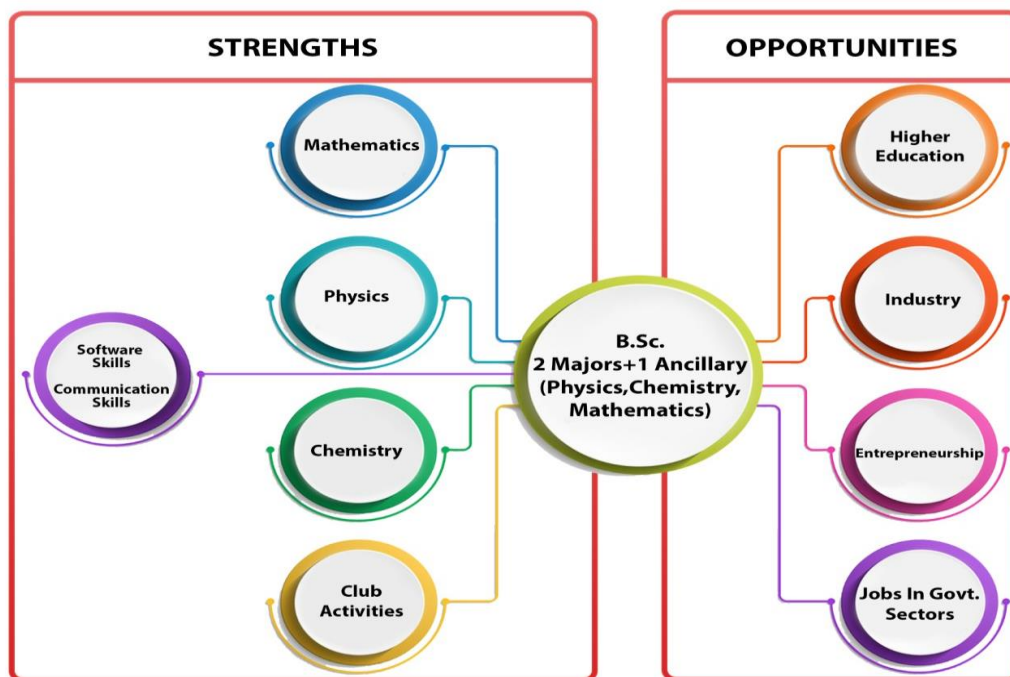 STRENGTHS
Mathematics
Physics
Software
Skills
Communication
Skills
Chemistry
Club
Activities
B.Sc.
2 Majors+1 Ancillary
(Physics,Chemistry,
Mathematics)
OPPORTUNITIES
Higher
Education
Industry
Entrepreneurship
Jobs In Govt.
Sectors